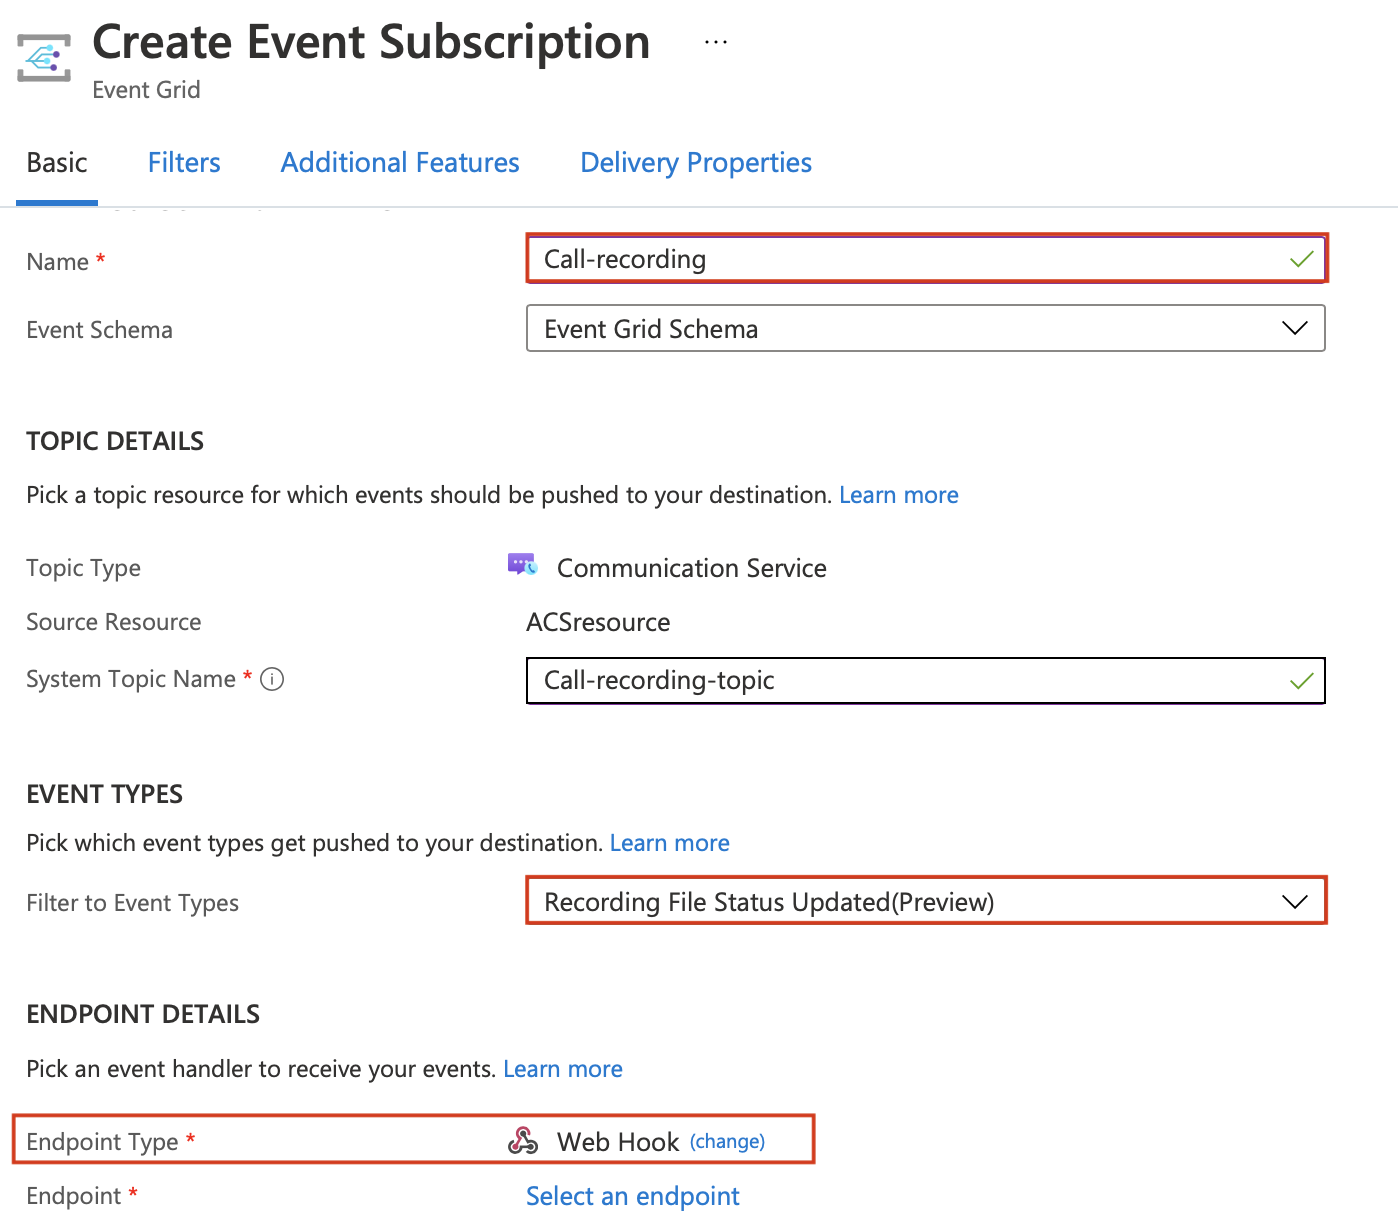 Create Event Subscription ...
Event Grid
Basic Filters Additional Features Delivery Properties
Name * Call-recording
Event Schema Event Grid Schema
TOPIC DETAILS
Pick a topic resource for which events should be pushed to your destination. Learn more
Topic Type Communication Service
Source Resource ACSresource
System Topic Name * Call-recording-topic
EVENT TYPES
Pick which event types get pushed to your destination. Learn more
Filter to Event Types Recording File Status Updated(Preview)
ENDPOINT DETAILS
Pick an event handler to receive your events. Learn more
Endpoint Type * Web Hook (change)
Endpoint * Select an endpoint